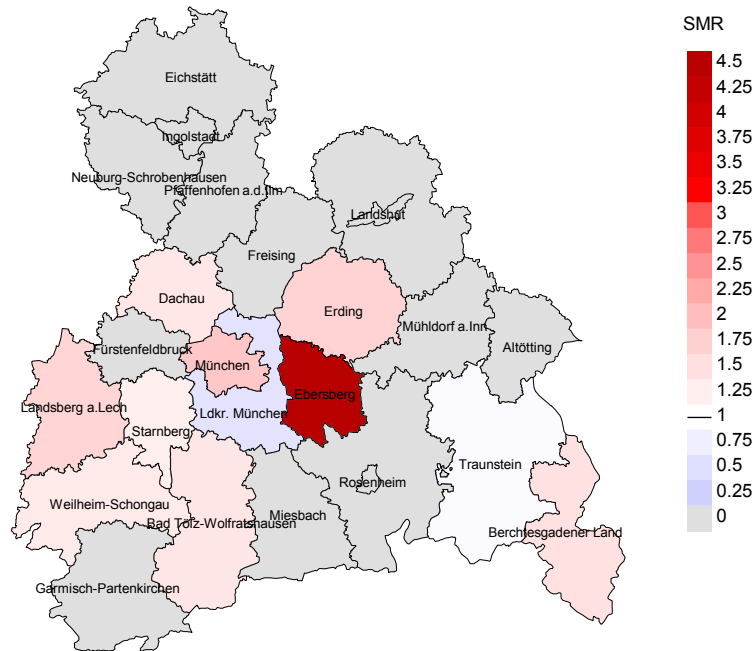 SMR
4.5
4.25
4
3.75
3.5
3.25
3
2.75
2.5
2.25
2
1.75
1.5
1.25
1
0.75
0.5
0.25
0
Eichstätt
Ingolstadt
Neuburg-Schrobenhausen
Pfaffenhofen a.d.Ilm
Landshut
Freising
Dachau
Erding
Mühldorf a.Inn
Altötting
Fürstenfeldbruck
München
Ebersberg
Landsberg a.Lech
Ldkr. München
Starnberg
Traunstein
Rosenheim
Weilheim-Schongau
Miesbach
Bad Tölz-Wolfratshausen
Berchtesgadener Land
Garmisch-Partenkirchen